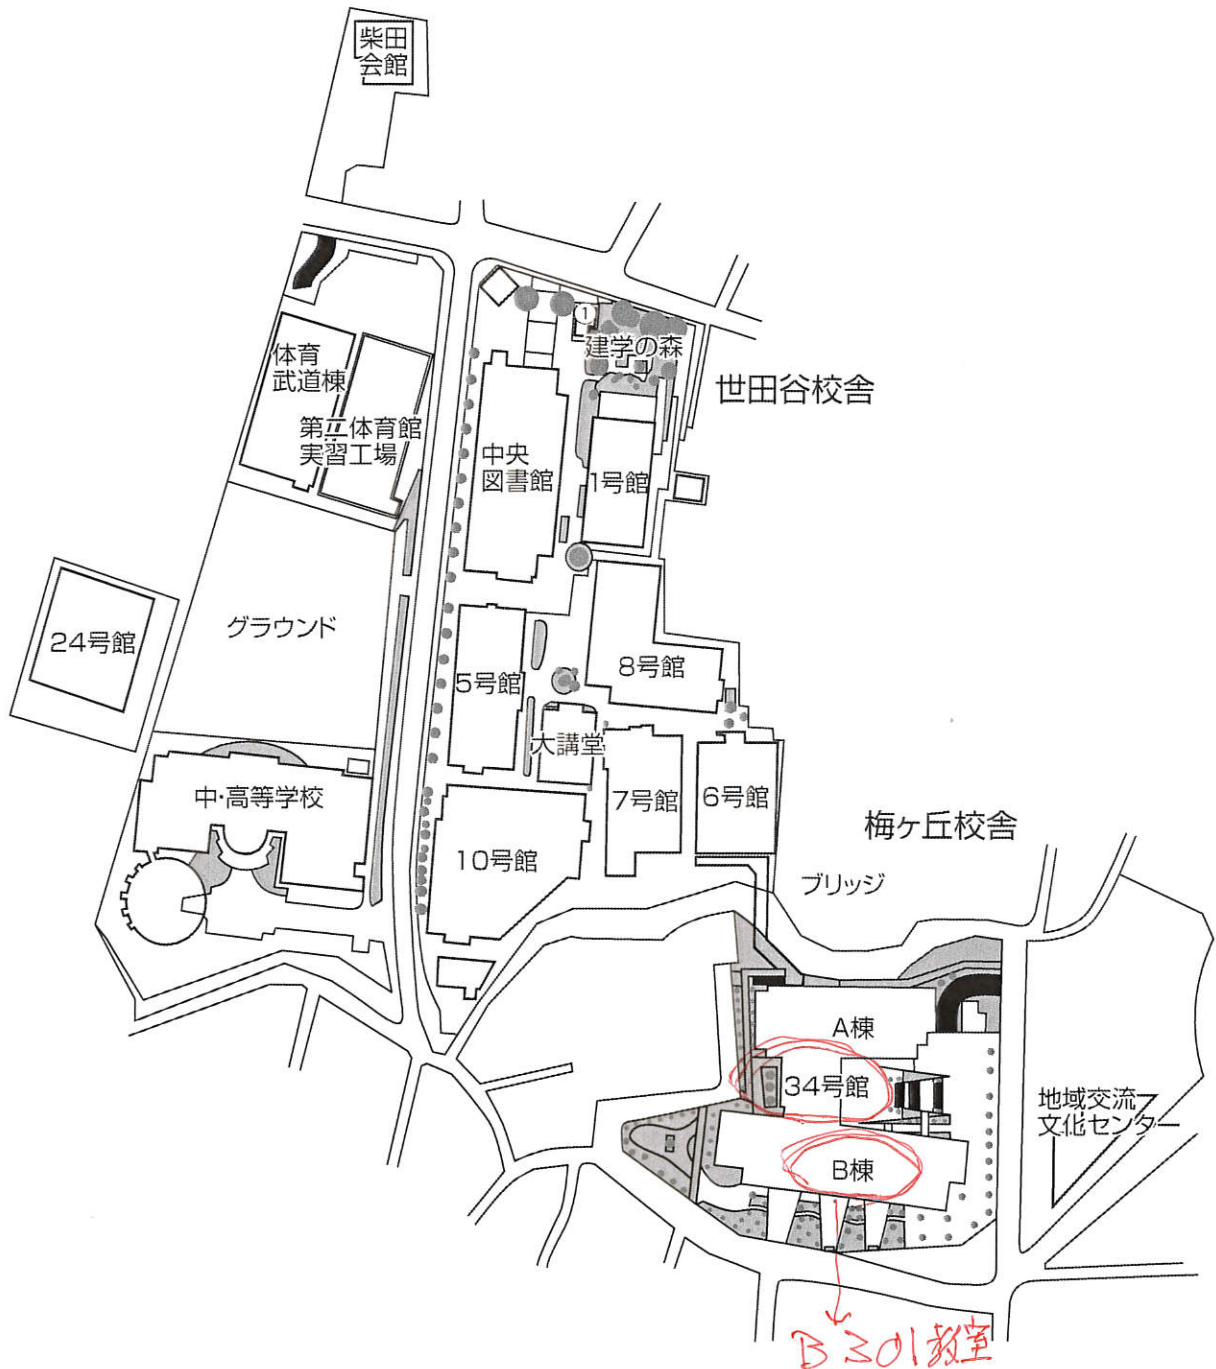 柴田
会館
①
建学の森
世田谷校舎
体育
武道棟
第二体育館
実習工場
中央
図書館
1号館
24号館
グラウンド
8号館
5号館
大講堂
中・高等学校
7号館
6号館
梅ヶ丘校舎
10号館
ブリッジ
A棟
34号館
地域交流
文化センター
B棟
B301教室